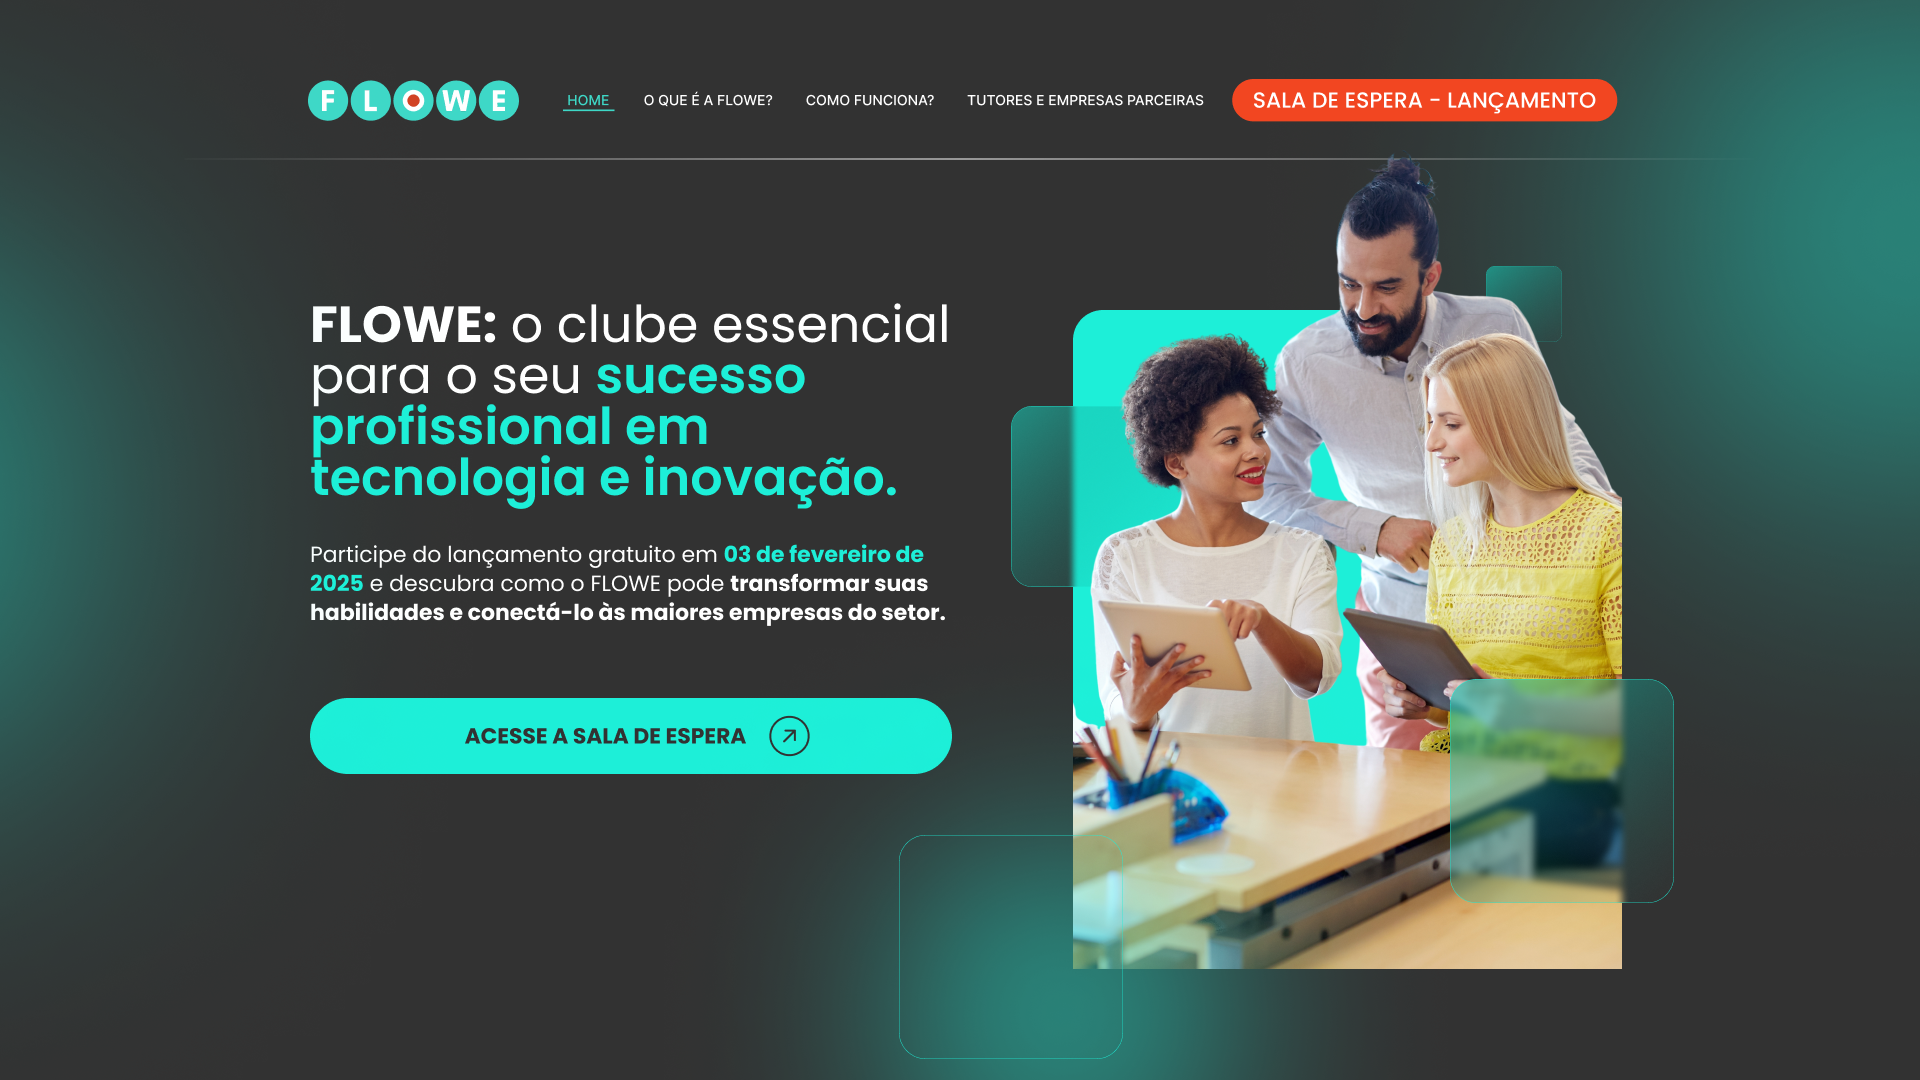 FLOWE
HOME
O QUE É A FLOWE?
COMO FUNCIONA?
TUTORES E EMPRESAS PARCEIRAS
SALA DE ESPERA - LANÇAMENTO
FLOWE: o clube essencial
para o seu sucesso
profissional em
tecnologia e inovação.
Participe do lançamento gratuito em 03 de fevereiro de
2025 e descubra como o FLOWE pode transformar suas
habilidades e conectá-lo às maiores empresas do setor.
ACESSE A SALA DE ESPERA